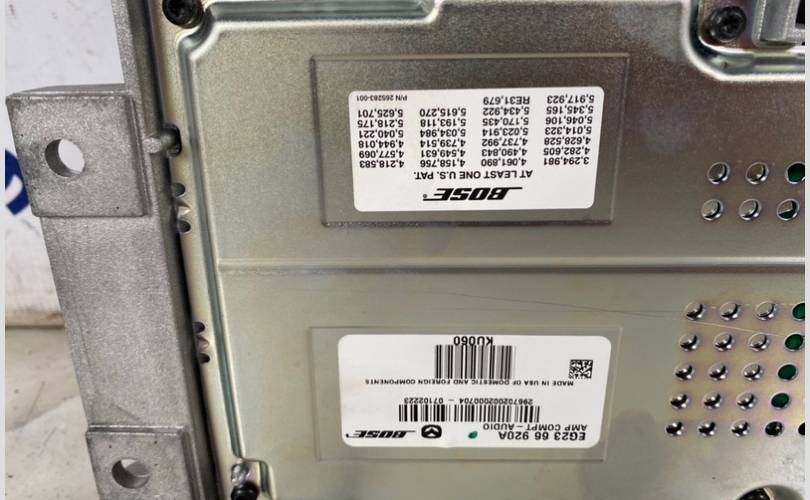 EG23 66 920A
AMP COMPT-AUDIO
BOSE
296702002000704 - 07102223
MADE IN USA OF DOMESTIC AND FOREIGN COMPONENTS
KU060
BOSE®
AT LEAST ONE U.S. PAT.
3,294,981 4,061,890 4,158,756 4,218,583
4,282,605 4,490,843 4,549,631 4,577,069
4,628,528 4,737,992 4,739,514 4,944,018
5,014,323 5,023,914 5,034,984 5,040,221
5,046,106 5,170,435 5,193,118 5,218,175
5,345,165 5,434,922 5,615,270 5,625,701
5,917,923 RE31,679 P/N 265283-001